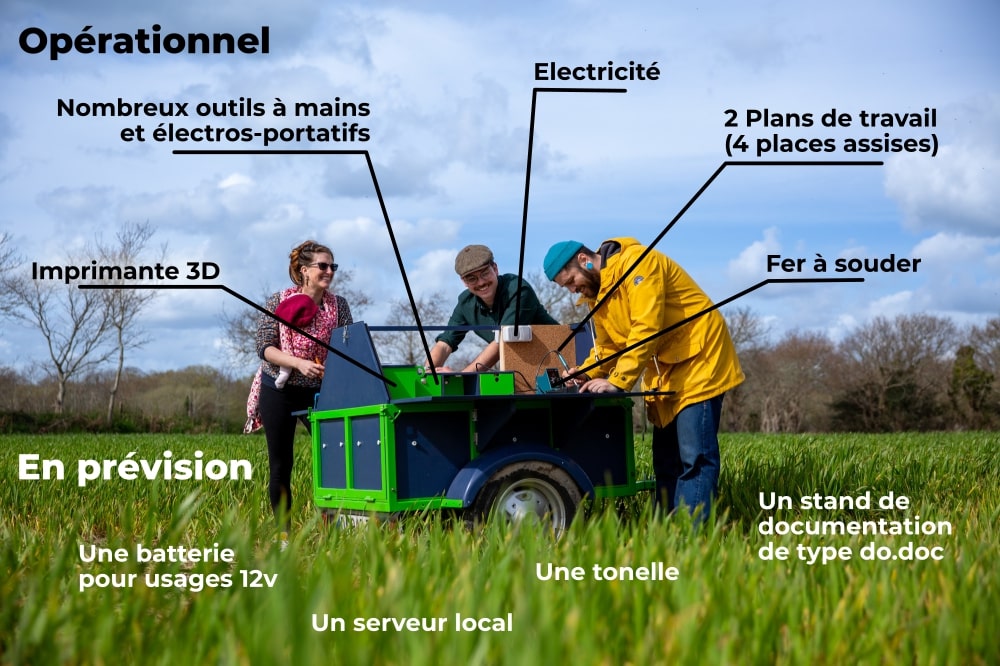 Opérationnel
Electricité
Nombreux outils à mains
et électros-portatifs
2 Plans de travail
(4 places assises)
Imprimante 3D
Fer à souder
En prévision
Un stand de
documentation
de type do.doc
Une batterie
pour usages 12v
Une tonelle
Un serveur local